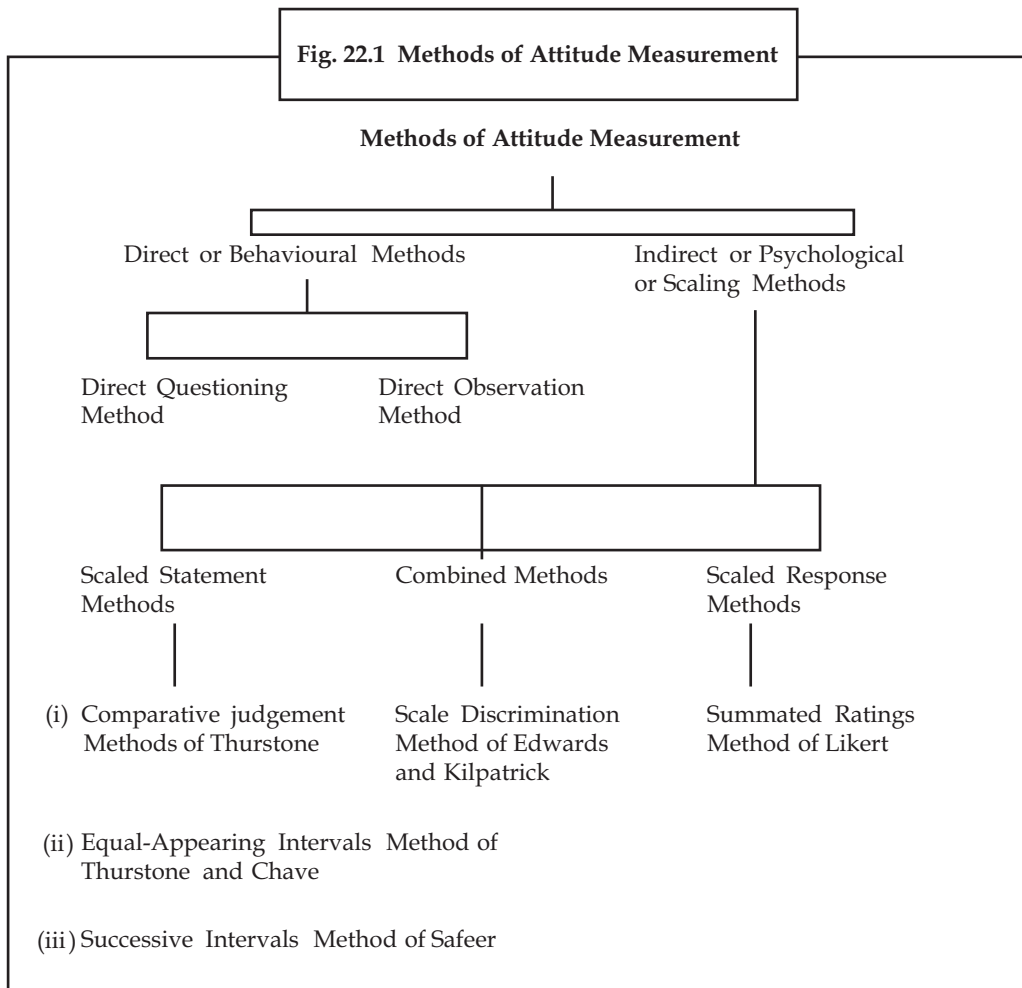 Fig. 22.1 Methods of Attitude Measurement
Methods of Attitude Measurement
Direct or Behavioural Methods
Indirect or Psychological
or Scaling Methods
Direct Questioning
Method
Direct Observation
Method
Scaled Statement
Methods
Combined Methods
Scaled Response
Methods
(i) Comparative judgement
Methods of Thurstone
Scale Discrimination
Method of Edwards
and Kilpatrick
Summated Ratings
Method of Likert
(ii) Equal-Appearing Intervals Method of
Thurstone and Chave
(iii) Successive Intervals Method of Safeer